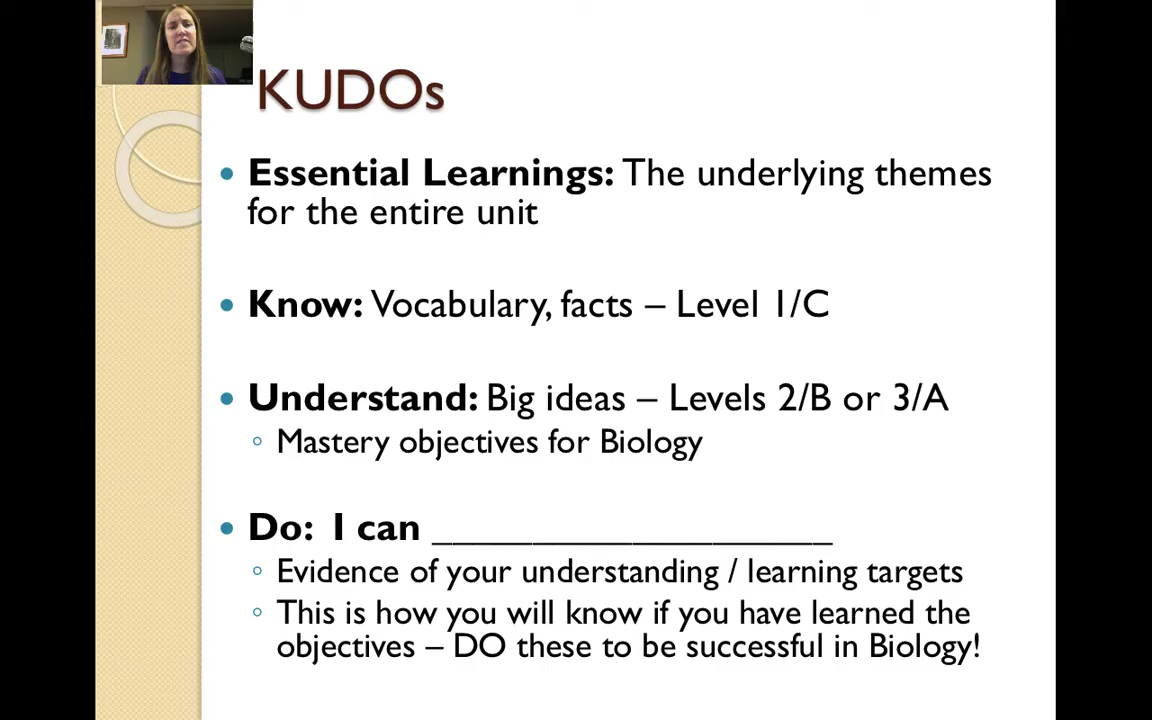 KUDOs
Essential Learnings: The underlying themes
for the entire unit
Know: Vocabulary, facts – Level 1/C
Understand: Big ideas – Levels 2/B or 3/A
Mastery objectives for Biology
Do:  I can ____________________
Evidence of your understanding / learning targets
This is how you will know if you have learned the
objectives – DO these to be successful in Biology!